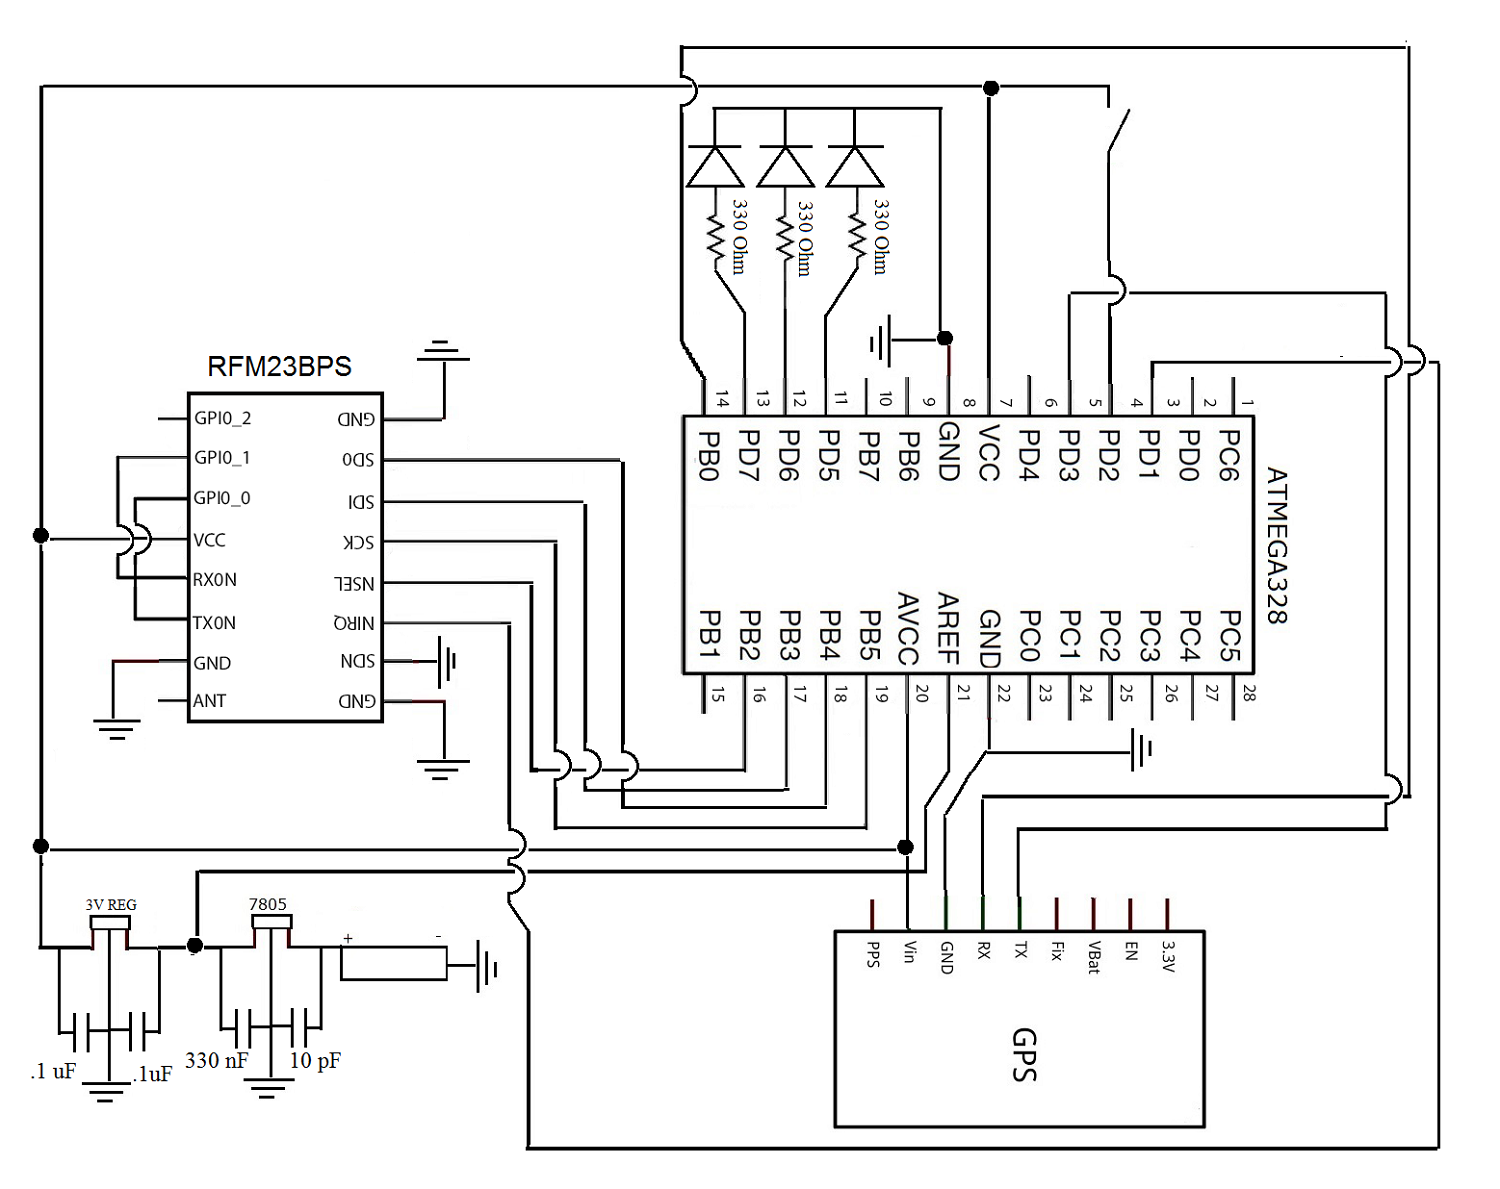 330 Ohm
330 Ohm
330 Ohm
RFM23BPS
GPI0_2
GPI0_1
GPI0_0
VCC
RX0N
TX0N
GND
ANT
GND
SD0
SDI
SCK
NSEL
NIRQ
SDN
GND
14
13
12
11
10
9
8
7
6
5
4
3
2
1
PB0
PD7
PD6
PD5
PB7
PB6
GND
VCC
PD4
PD3
PD2
PD1
PD0
PC6
ATMEGA328
PB1
PB2
PB3
PB4
PB5
AVCC
AREF
GND
PC0
PC1
PC2
PC3
PC4
PC5
15
16
17
18
19
20
21
22
23
24
25
26
27
28
3V REG
7805
+
-
.1 uF
.1uF
330 nF
10 pF
PPS
Vin
GND
RX
TX
Fix
VBat
EN
3.3V
GPS